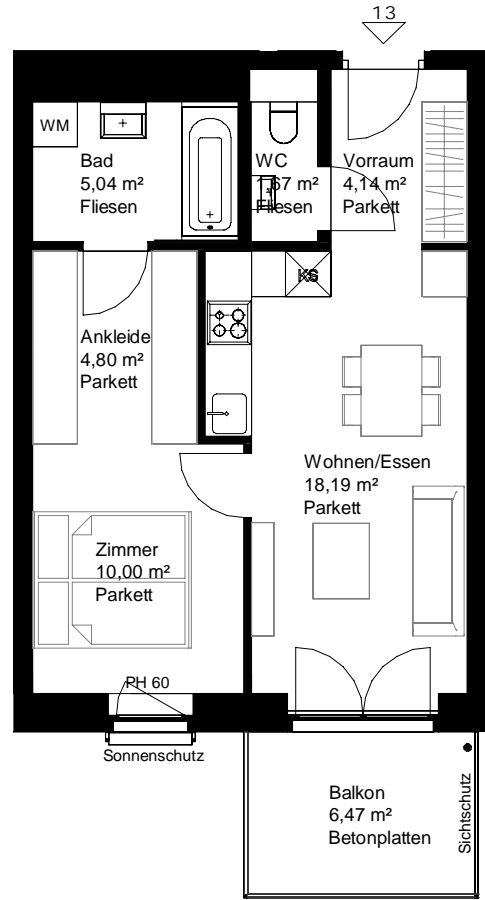 13
WM
Bad
5,04 m²
Fliesen
WC
1,67 m²
Fliesen
Vorraum
4,14 m²
Parkett
KS
Ankleide
4,80 m²
Parkett
Wohnen/Essen
18,19 m²
Parkett
Zimmer
10,00 m²
Parkett
PH 60
Sonnenschutz
Balkon
6,47 m²
Betonplatten
Sichtschutz